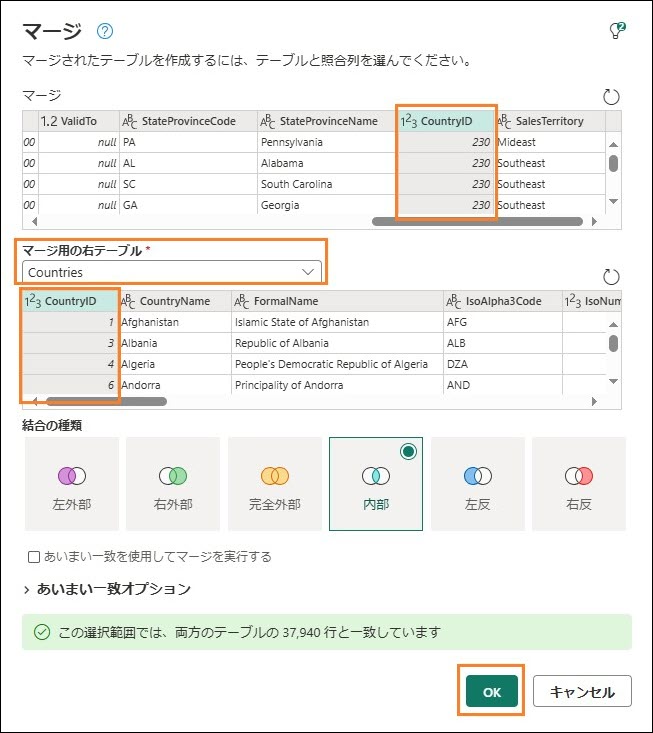 マージ
マージされたテーブルを作成するには、テーブルと照合列を選んでください。
マージ
1.2 ValidTo ABC StateProvinceCode ABC StateProvinceName 123 CountryID ABC SalesTerritory
00 null PA Pennsylvania 230 Mideast
00 null AL Alabama 230 Southeast
00 null SC South Carolina 230 Southeast
00 null GA Georgia 230 Southeast
マージ用の右テーブル *
Countries
123 CountryID ABC CountryName ABC FormalName ABC IsoAlpha3Code 123 IsoNum
1 Afghanistan Islamic State of Afghanistan AFG
3 Albania Republic of Albania ALB
4 Algeria People's Democratic Republic of Algeria DZA
6 Andorra Principality of Andorra AND
結合の種類
左外部 右外部 完全外部 内部 左反 右反
あいまい一致を使用してマージを実行する
あいまい一致オプション
この選択範囲では、両方のテーブルの 37,940 行と一致しています
OK キャンセル